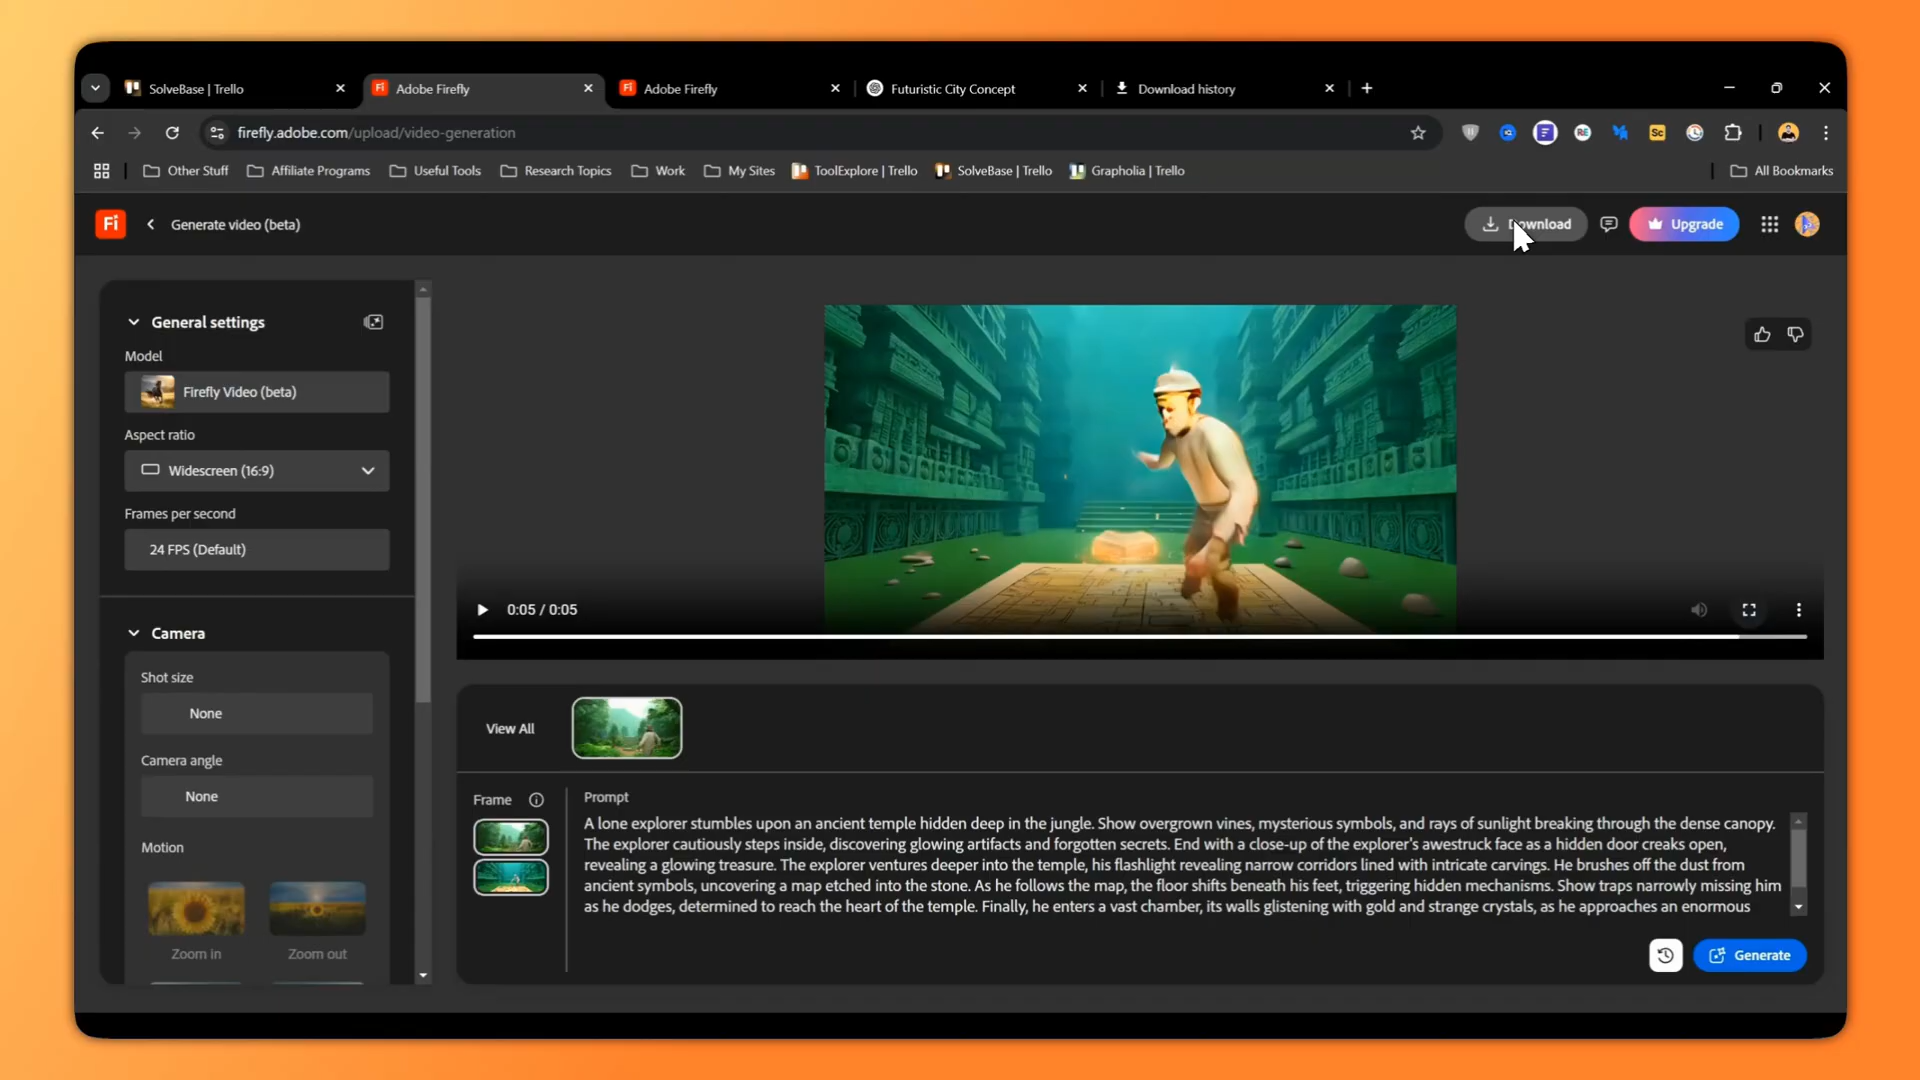 SolveBase | Trello
Adobe Firefly
Adobe Firefly
Futuristic City Concept
Download history
firefly.adobe.com/upload/video-generation
Sc
RE
Other Stuff
Affiliate Programs
Useful Tools
Research Topics
Work
My Sites
ToolExplore | Trello
SolveBase | Trello
Grapholia | Trello
All Bookmarks
Fi
Generate video (beta)
Download
Upgrade
General settings
Model
Firefly Video (beta)
Aspect ratio
Widescreen (16:9)
Frames per second
24 FPS (Default)
Camera
Shot size
None
Camera angle
None
Motion
Zoom in
Zoom out
0:05 / 0:05
View All
Frame
Prompt
A lone explorer stumbles upon an ancient temple hidden deep in the jungle. Show overgrown vines, mysterious symbols, and rays of sunlight breaking through the dense canopy.
The explorer cautiously steps inside, discovering glowing artifacts and forgotten secrets. End with a close-up of the explorer's awestruck face as a hidden door creaks open,
revealing a glowing treasure. The explorer ventures deeper into the temple, his flashlight revealing narrow corridors lined with intricate carvings. He brushes off the dust from
ancient symbols, uncovering a map etched into the stone. As he follows the map, the floor shifts beneath his feet, triggering hidden mechanisms. Show traps narrowly missing him
as he dodges, determined to reach the heart of the temple. Finally, he enters a vast chamber, its walls glistening with gold and strange crystals, as he approaches an enormous
Generate